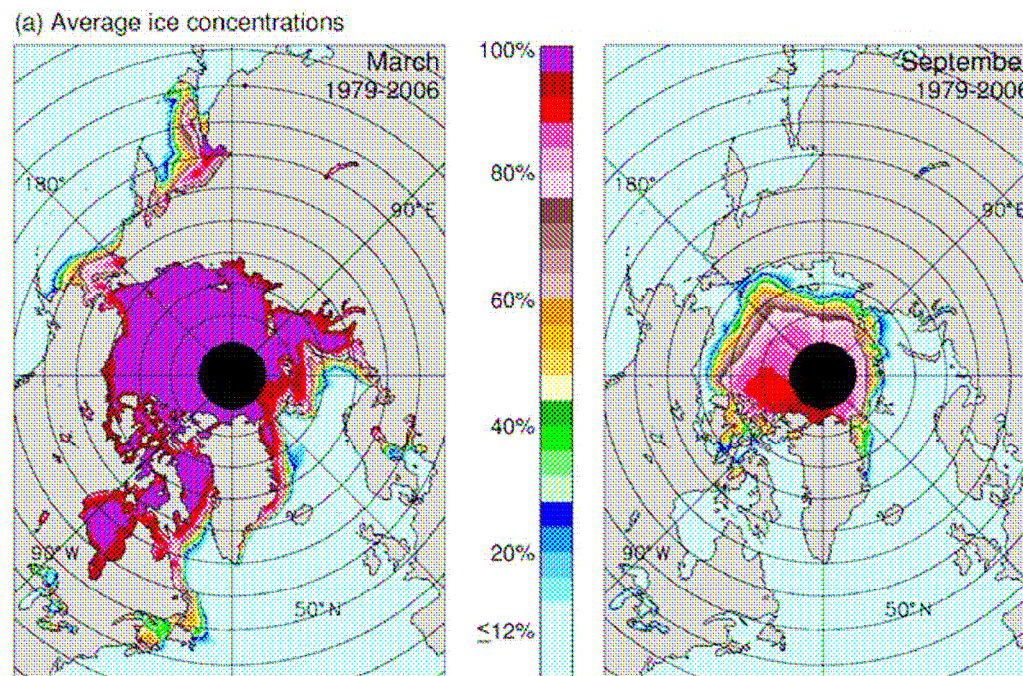 (a) Average ice concentrations
March
1979-2006
180°
90°E
90°W
50°N
100%
80%
60%
40%
20%
≤12%
September
1979-2006
180°
90°E
90°W
50°N